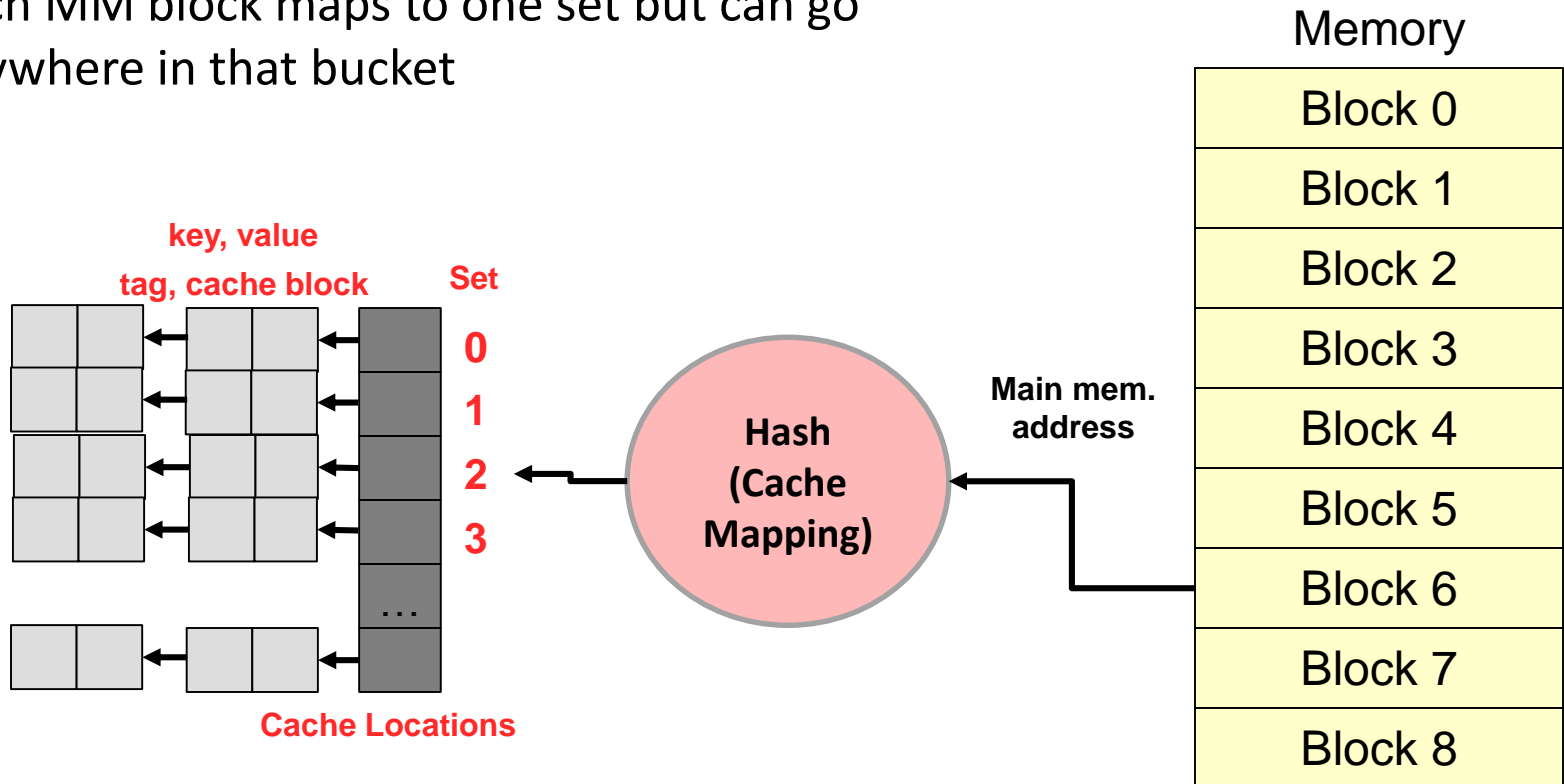 MM block maps to one set but can go
in that bucket
Memory
Block 0
Block 1
Block 2
Block 3
Block 4
Block 5
Block 6
Block 7
Block 8
key, value
tag, cache block
Set
0
1
2
3
...
Cache Locations
Hash
(Cache
Mapping)
Main mem.
address